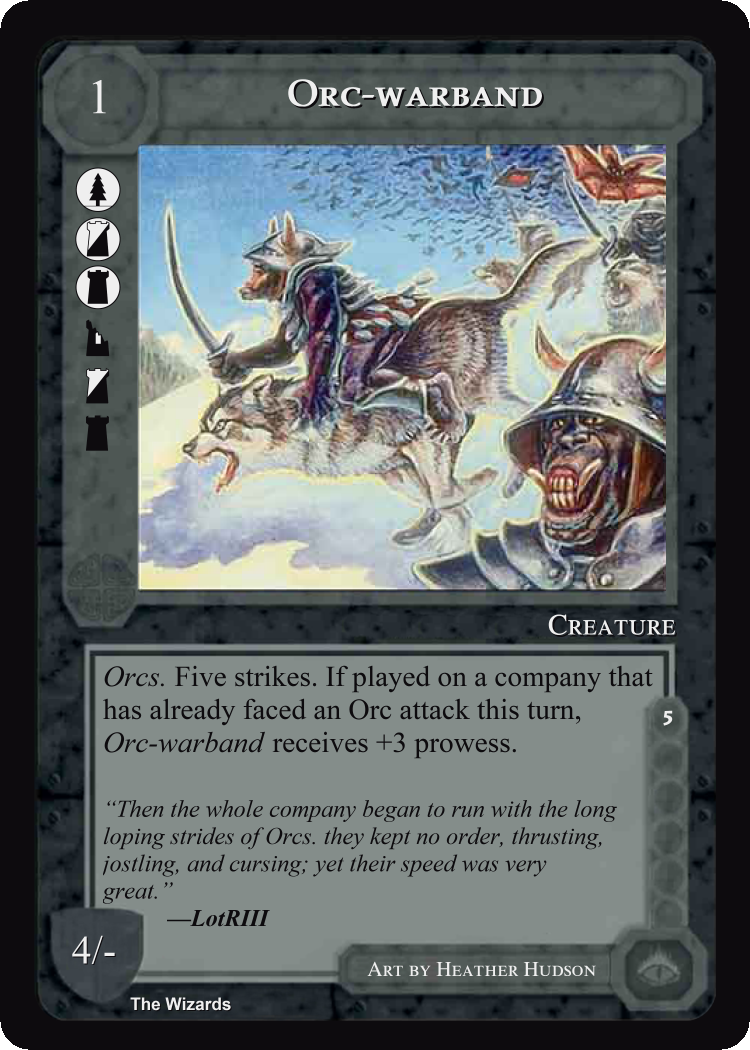 1
Orc-warband
Creature
Orcs. Five strikes. If played on a company that
has already faced an Orc attack this turn,
Orc-warband receives +3 prowess.
5
“Then the whole company began to run with the long
loping strides of Orcs. they kept no order, thrusting,
jostling, and cursing; yet their speed was very
great.”
—LotRIII
4/-
Art by Heather Hudson
The Wizards